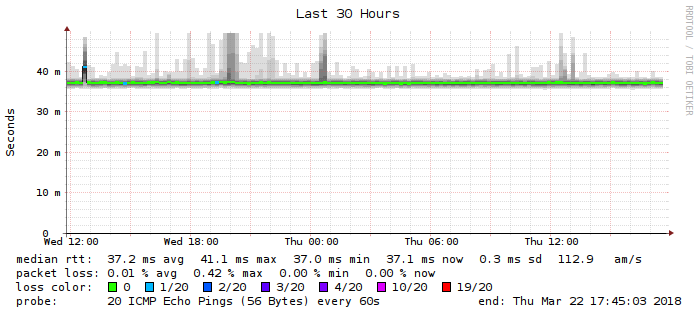 Last 30 Hours
RRDTOOL / TOBI OETIKER
Seconds
40 m
30 m
20 m
10 m
0
Wed 12:00 Wed 18:00 Thu 00:00 Thu 06:00 Thu 12:00
median rtt: 37.2 ms avg 41.1 ms max 37.0 ms min 37.1 ms now 0.3 ms sd 112.9 am/s
packet loss: 0.01 % avg 0.42 % max 0.00 % min 0.00 % now
loss color: 0 1/20 2/20 3/20 4/20 10/20 19/20
probe: 20 ICMP Echo Pings (56 Bytes) every 60s end: Thu Mar 22 17:45:03 2018